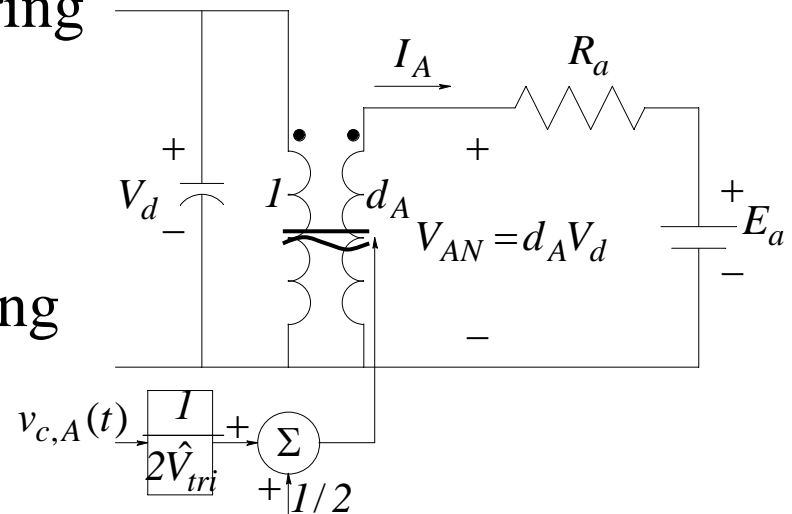 ring
I_A
R_a
+
+
+
V_d
1
d_A
V_AN = d_A V_d
E_a
−
−
−
ng
v_c,A(t)
1
2V̂_tri
+
Σ
+
1/2